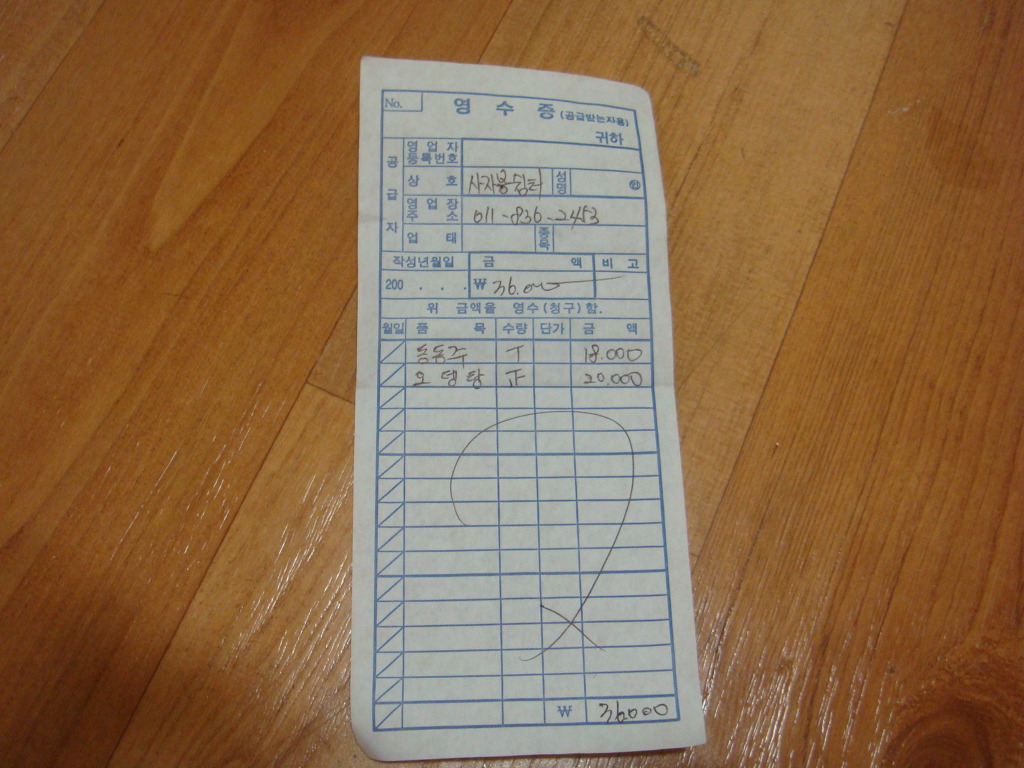 No.
영 수 증 (공급받는자용)
귀하
공급자
영업자 등록번호
상 호 사자용쉼터 성명 ㊞
영업장 주소 011-836-2453
업 태 종목
작성년월일 금 액 비 고
200 . . . ₩ 36.000
위 금액을 영수(청구)함.
월일 품 목 수량 단가 금 액
동동주 丅 18.000
오뎅탕 正 20.000
₩ 36000